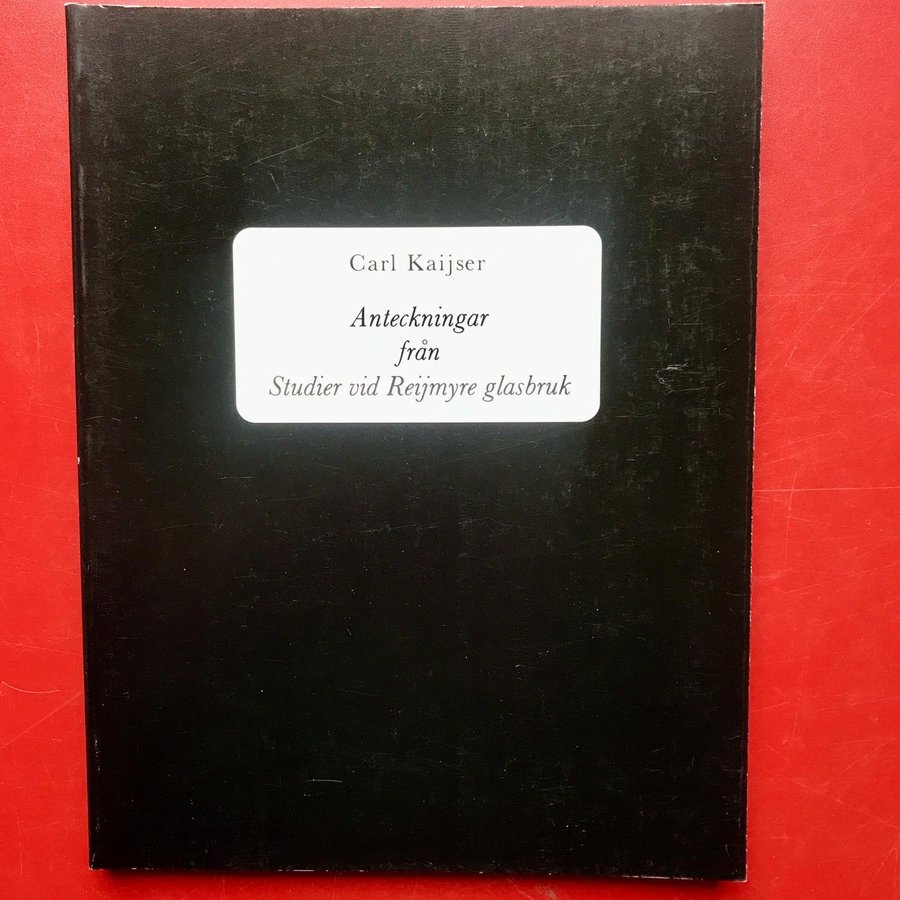 Carl Kaijser
Anteckningar
från
Studier vid Reijmyre glasbruk